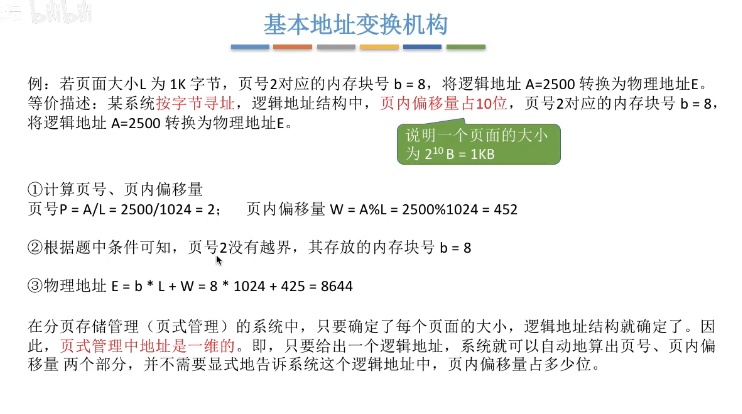 bilibili
基本地址变换机构
例：若页面大小L 为 1K 字节，页号2对应的内存块号 b = 8，将逻辑地址 A=2500 转换为物理地址E。
等价描述：某系统按字节寻址，逻辑地址结构中，页内偏移量占10位，页号2对应的内存块号 b = 8，
将逻辑地址 A=2500 转换为物理地址E。
说明一个页面的大小
为 2¹⁰ B = 1KB
①计算页号、页内偏移量
页号P = A/L = 2500/1024 = 2； 页内偏移量 W = A%L = 2500%1024 = 452
②根据题中条件可知，页号2没有越界，其存放的内存块号 b = 8
③物理地址 E = b * L + W = 8 * 1024 + 425 = 8644
在分页存储管理（页式管理）的系统中，只要确定了每个页面的大小，逻辑地址结构就确定了。因
此，页式管理中地址是一维的。即，只要给出一个逻辑地址，系统就可以自动地算出页号、页内偏
移量 两个部分，并不需要显式地告诉系统这个逻辑地址中，页内偏移量占多少位。